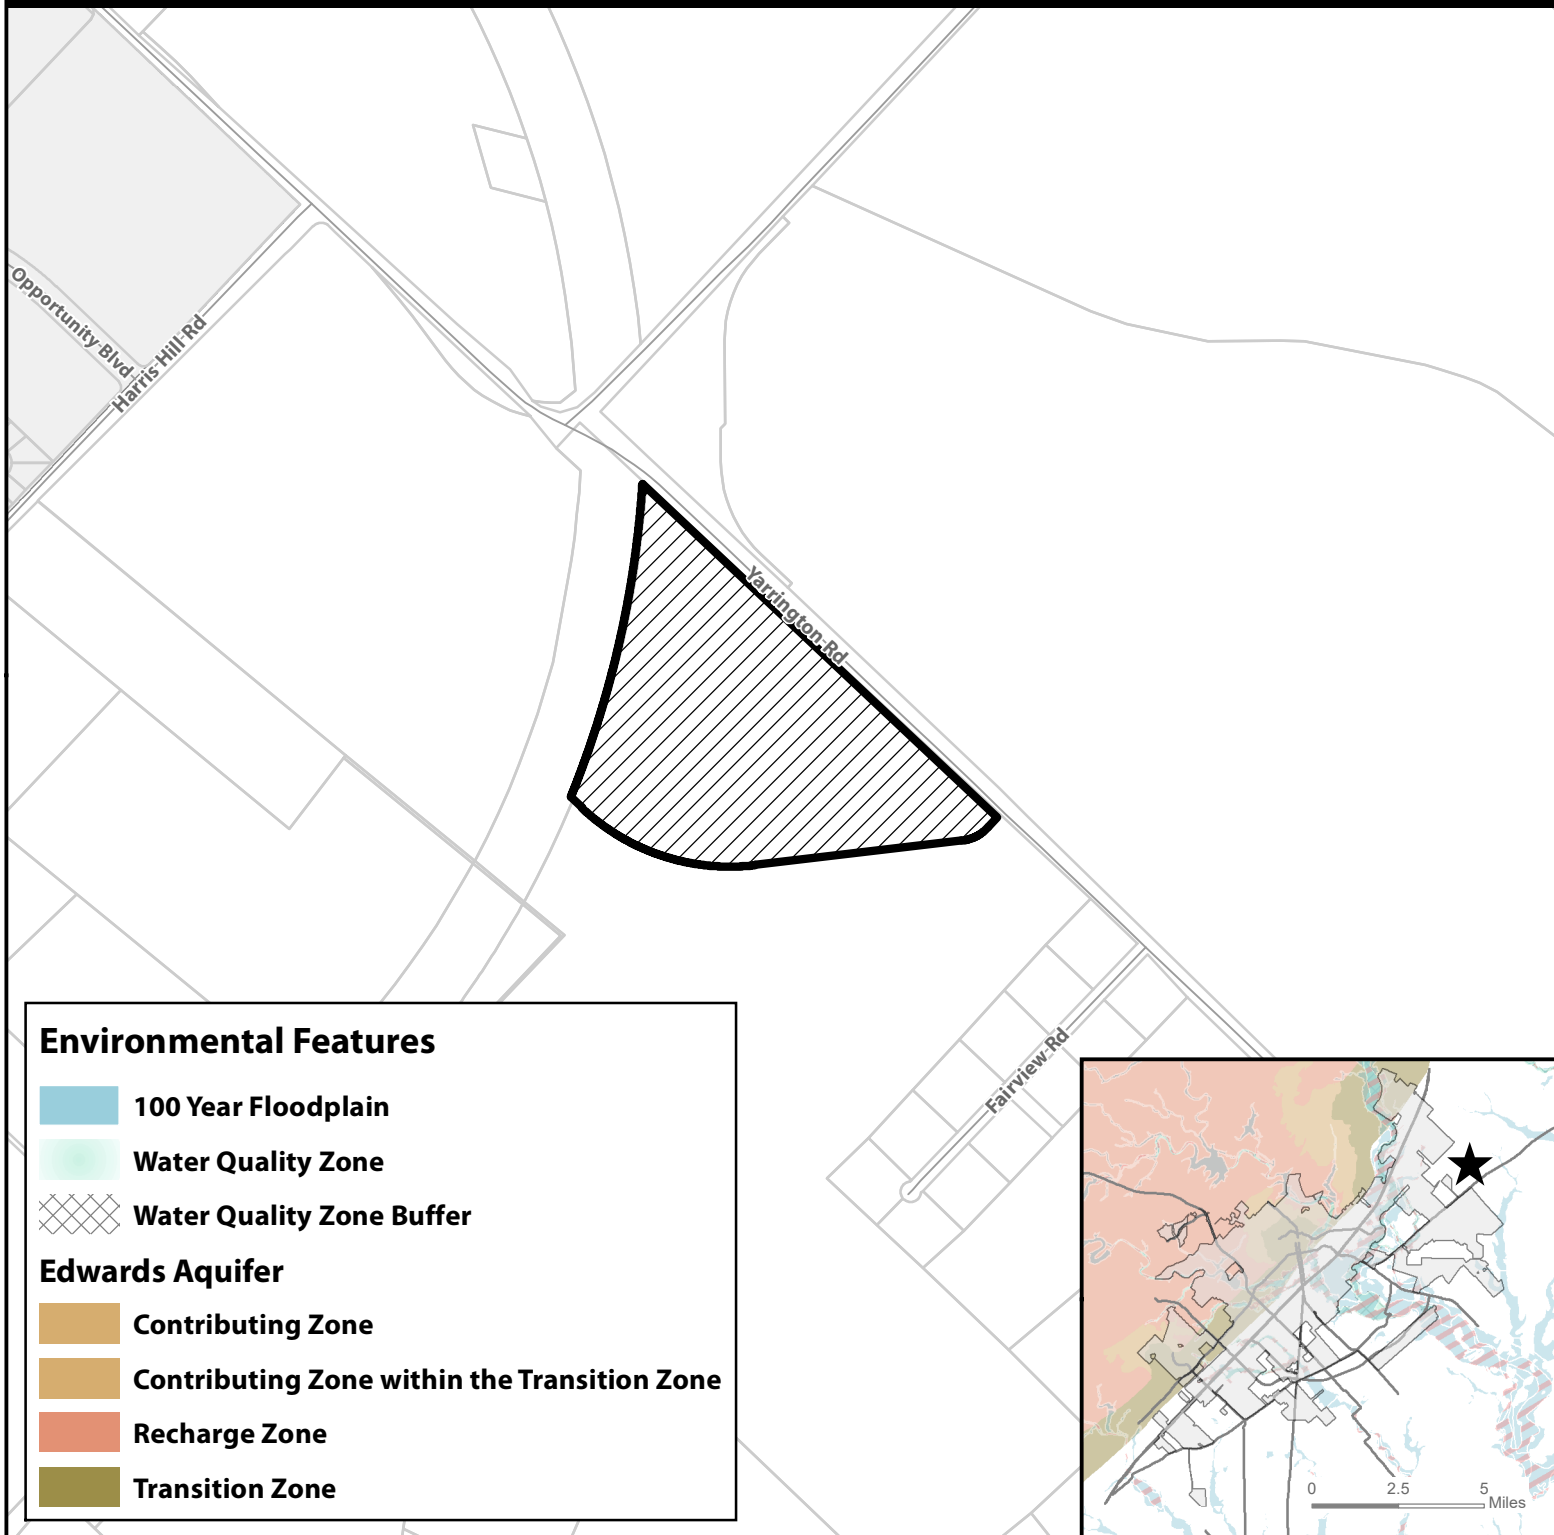 Opportunity Blvd
Harris Hill Rd
Yarrington Rd
Fairview Rd
Environmental Features
100 Year Floodplain
Water Quality Zone
Water Quality Zone Buffer
Edwards Aquifer
Contributing Zone
Contributing Zone within the Transition Zone
Recharge Zone
Transition Zone
0 2.5 5
Miles